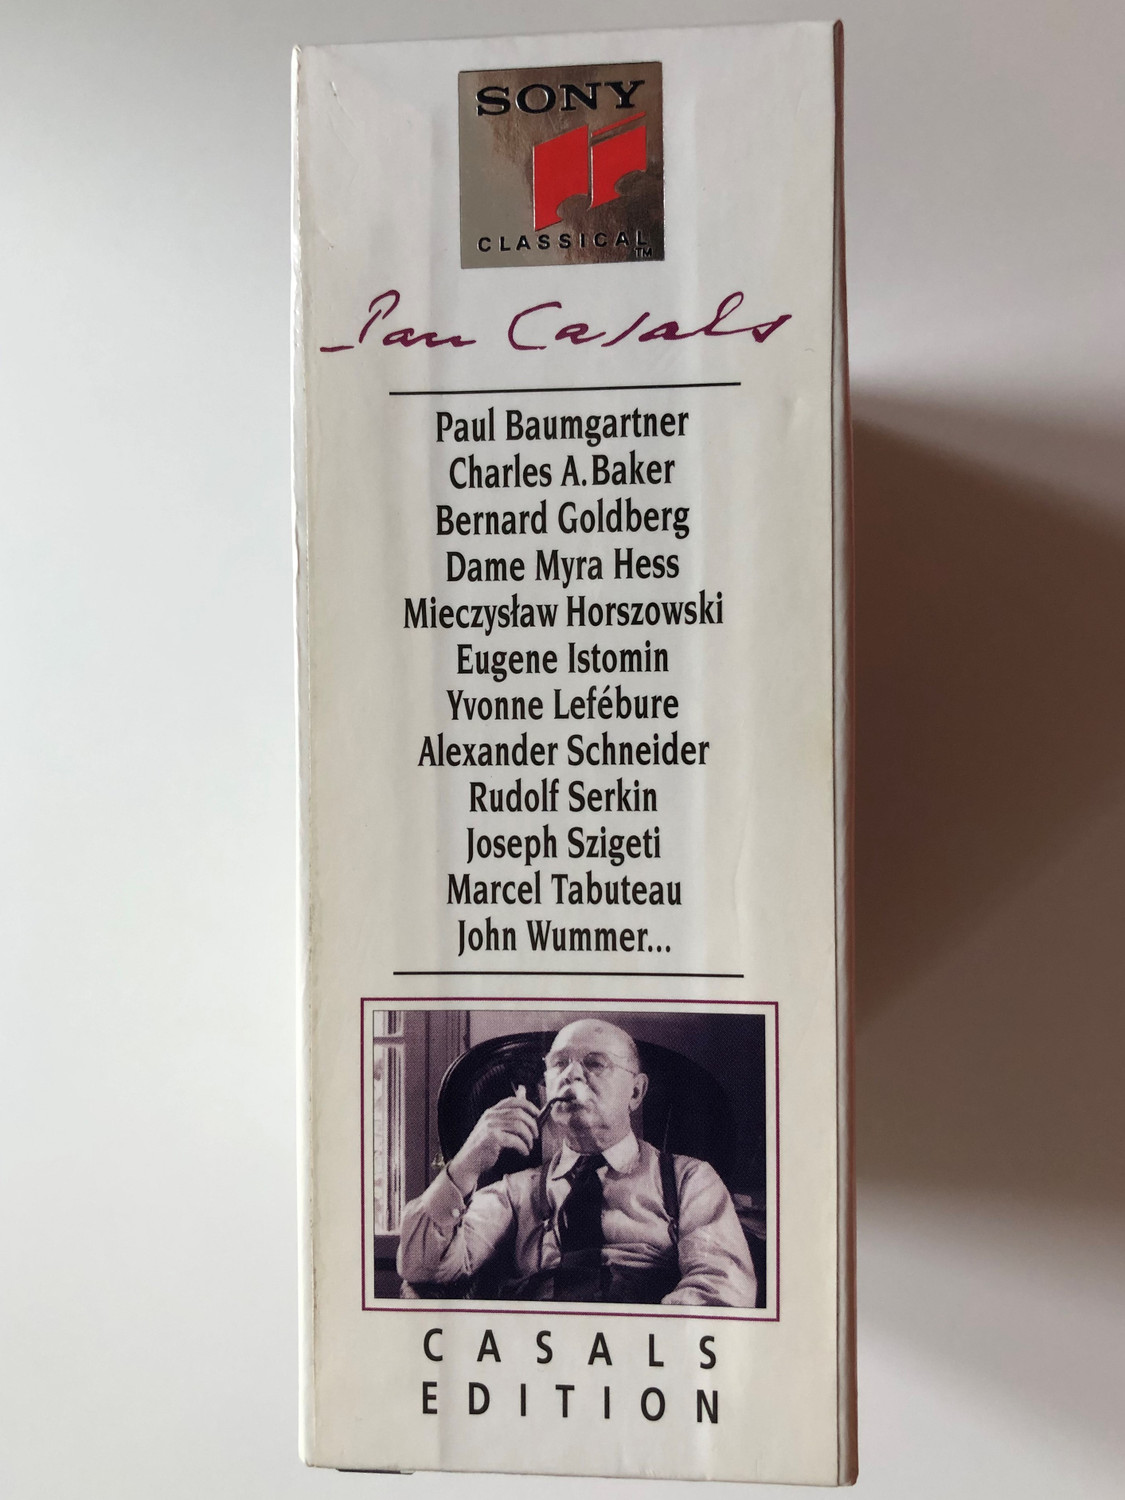 SONY
CLASSICAL
TM
Pau Casals
Paul Baumgartner
Charles A. Baker
Bernard Goldberg
Dame Myra Hess
Mieczysław Horszowski
Eugene Istomin
Yvonne Lefébure
Alexander Schneider
Rudolf Serkin
Joseph Szigeti
Marcel Tabuteau
John Wummer...
CASALS
EDITION